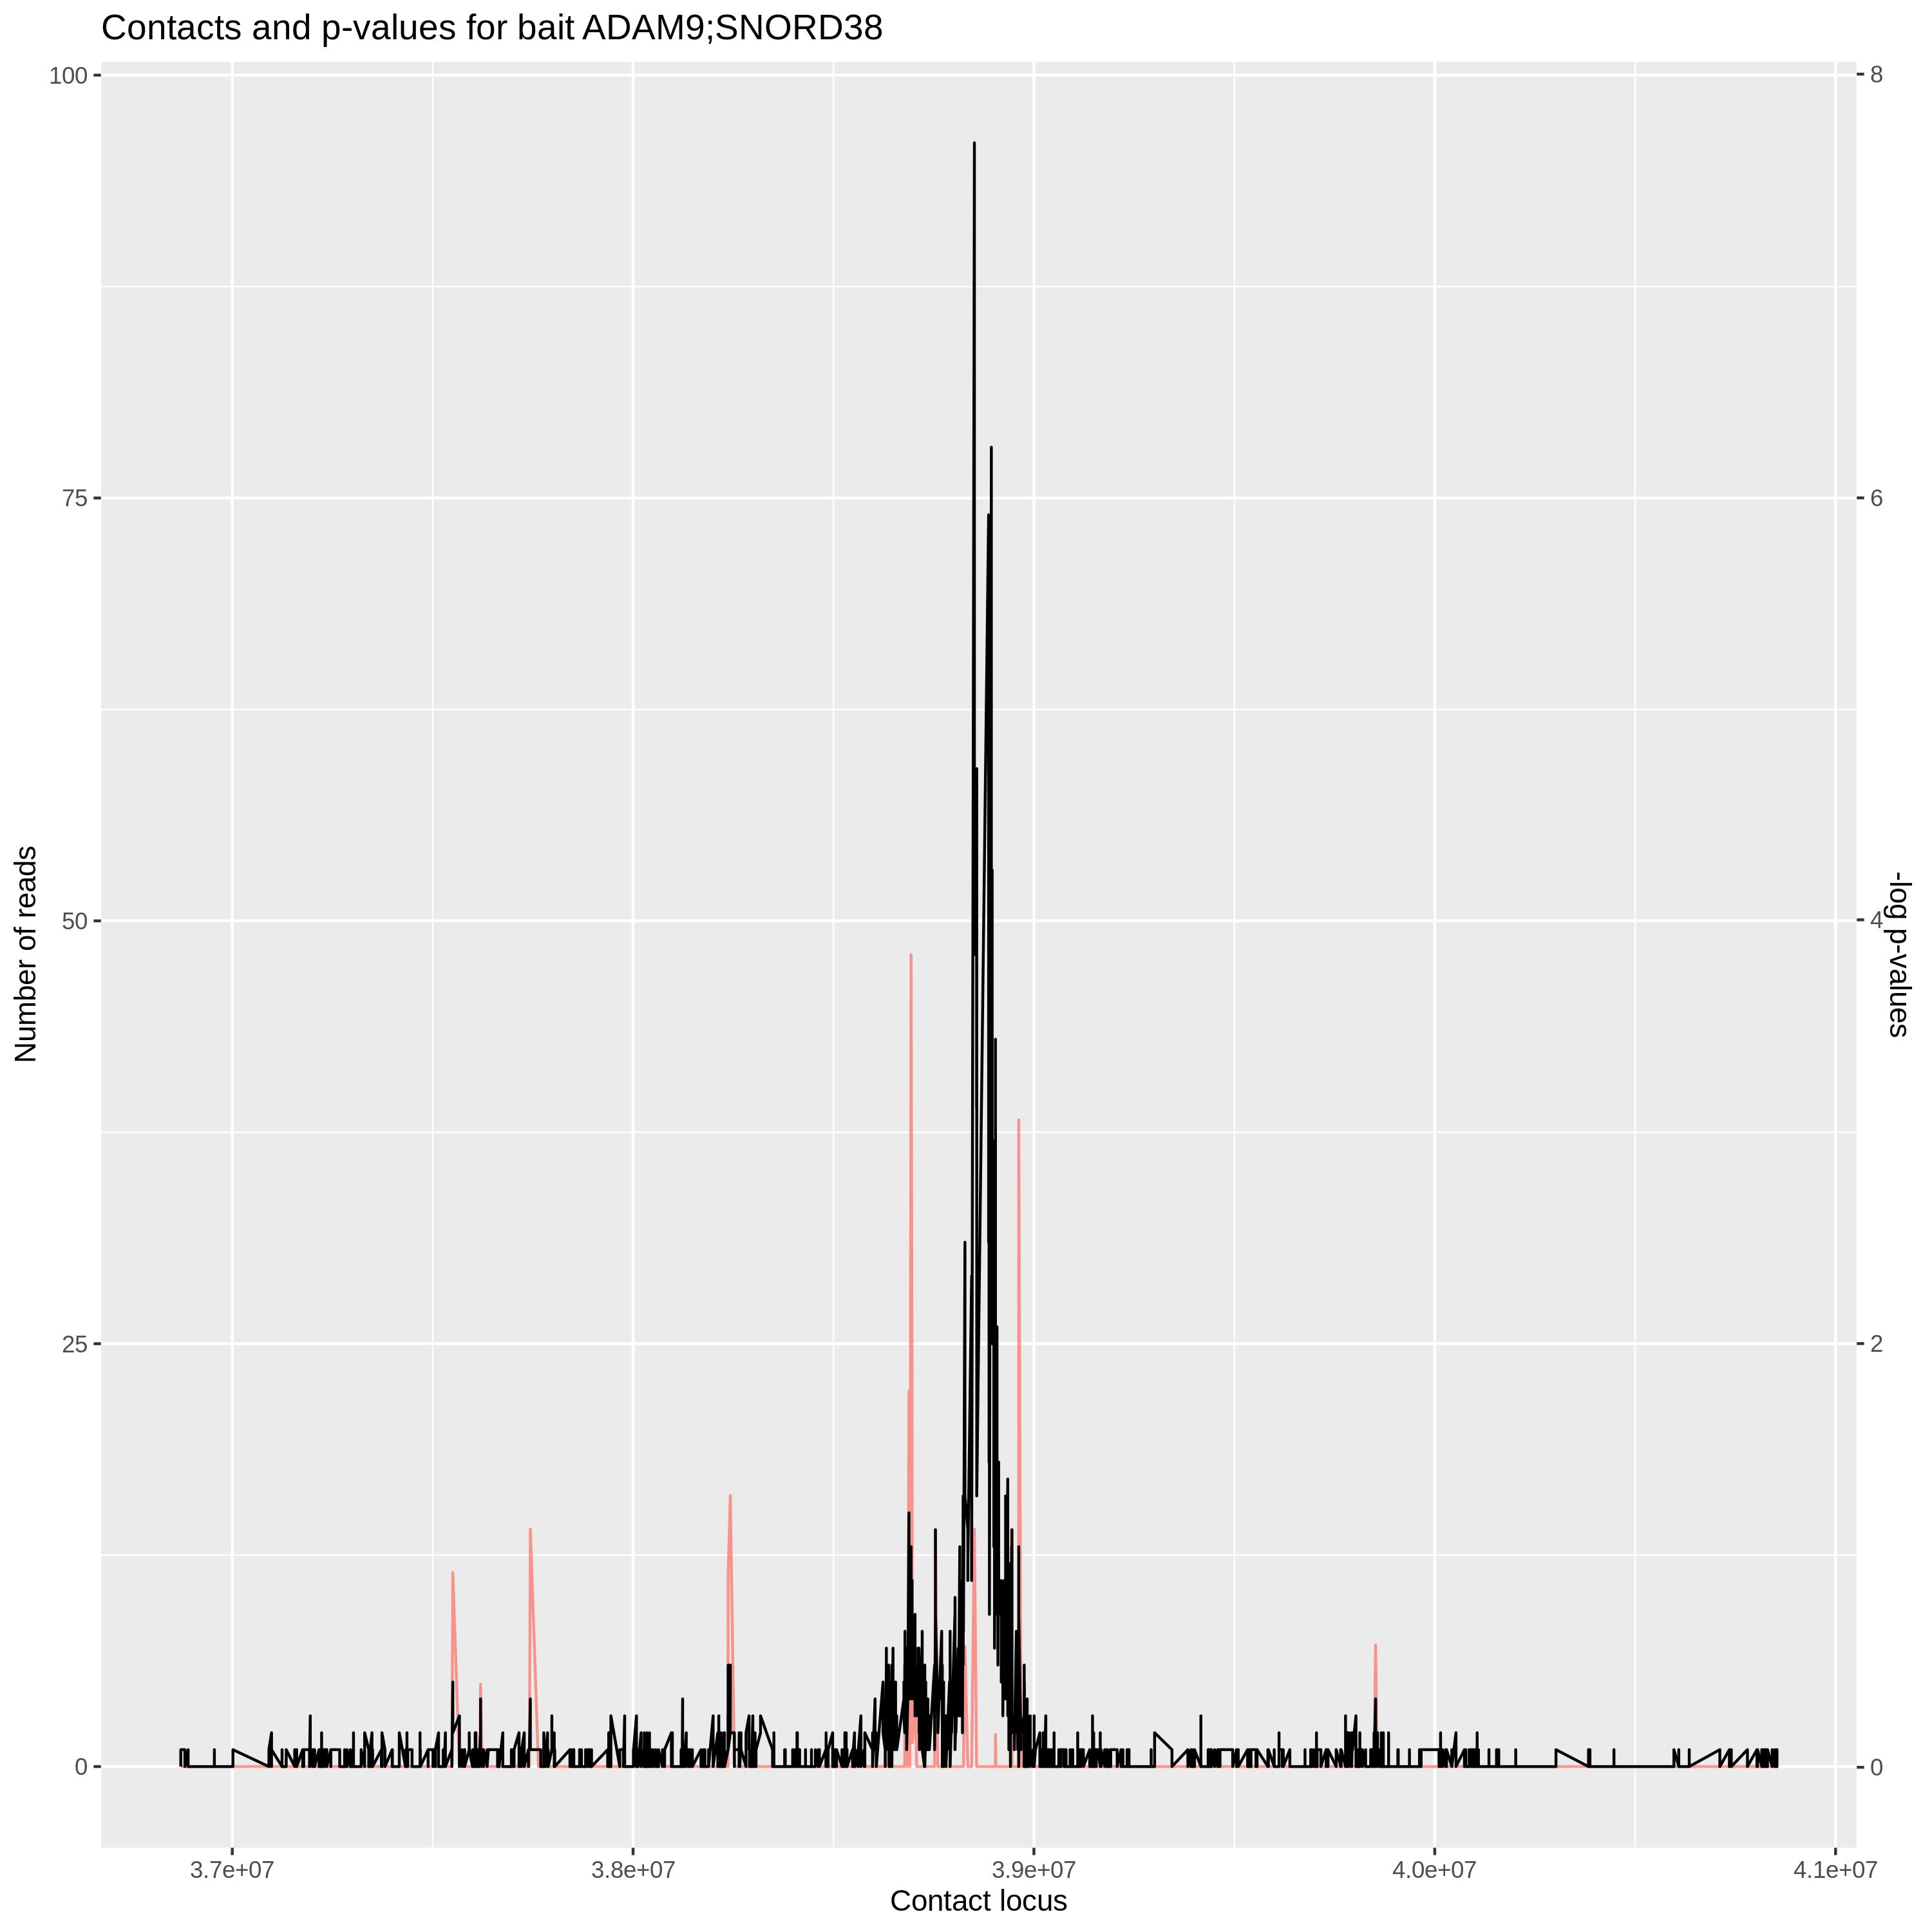 Contacts and p-values for bait ADAM9;SNORD38
100
75
50
25
0
Number of reads
8
6
4
2
0
-log p-values
3.7e+07 3.8e+07 3.9e+07 4.0e+07 4.1e+07
Contact locus